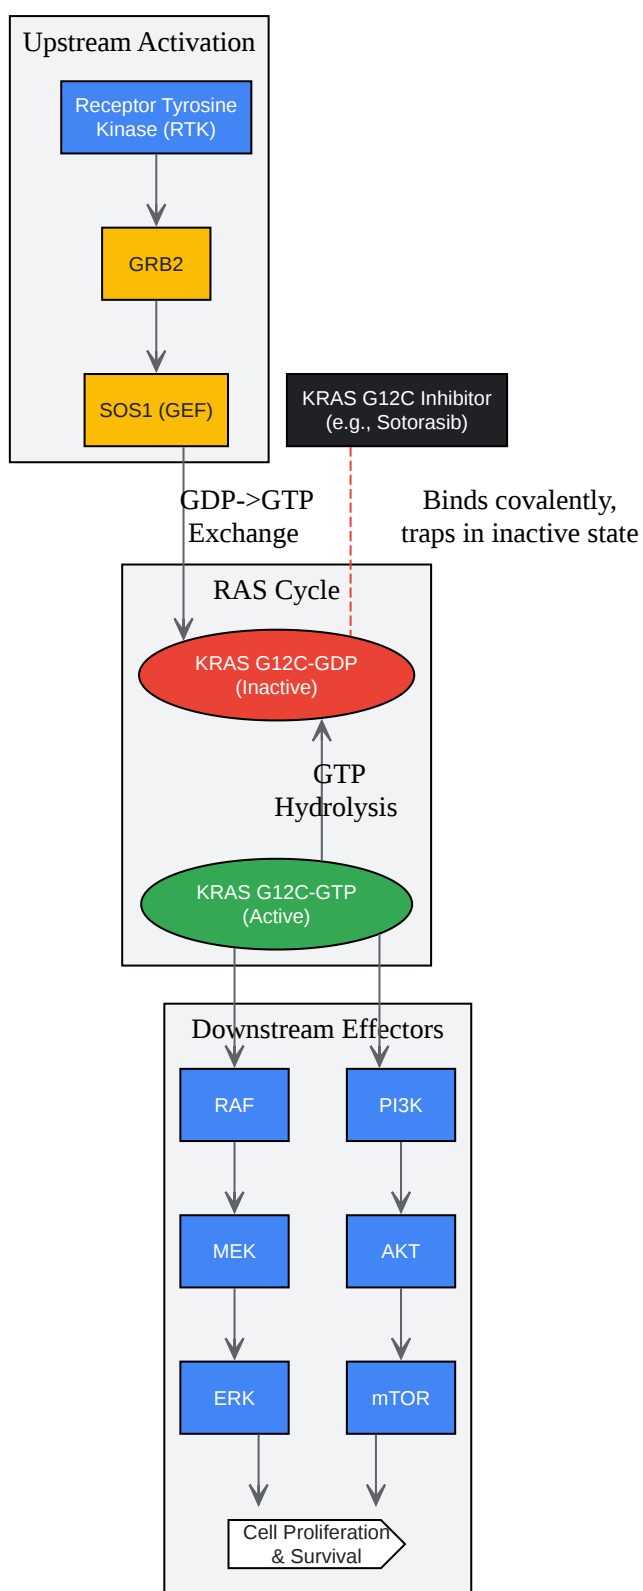 Upstream Activation
Receptor Tyrosine
Kinase (RTK)
GRB2
SOS1 (GEF)
KRAS G12C Inhibitor
(e.g., Sotorasib)
GDP->GTP
Exchange
Binds covalently,
traps in inactive state
RAS Cycle
KRAS G12C-GDP
(Inactive)
GTP
Hydrolysis
KRAS G12C-GTP
(Active)
Downstream Effectors
RAF
PI3K
MEK
AKT
ERK
mTOR
Cell Proliferation
& Survival